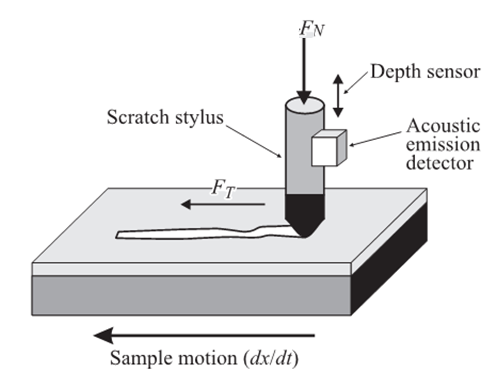 F_N
Depth sensor
Scratch stylus
Acoustic
emission
detector
F_T
Sample motion (dx/dt)